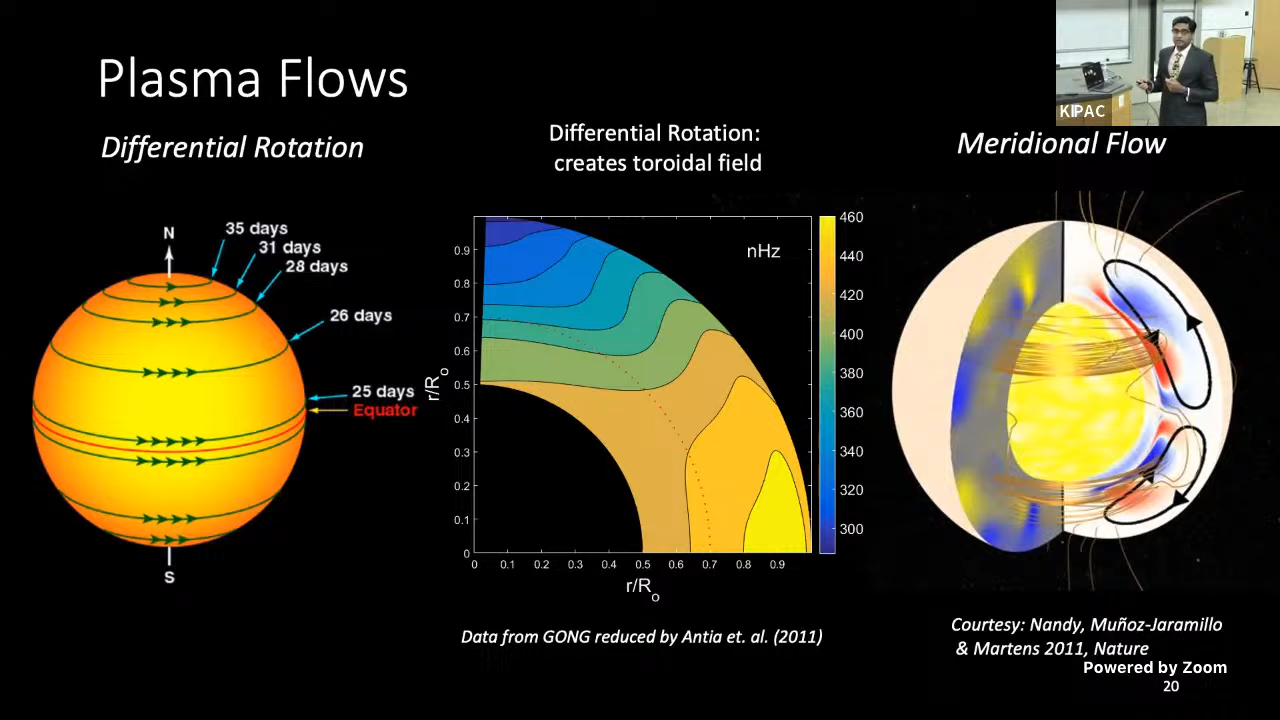 Plasma Flows
KIPAC
Differential Rotation
Differential Rotation:
creates toroidal field
Meridional Flow
N
35 days
31 days
28 days
26 days
25 days
Equator
S
nHz
r/Ro
0.9
0.8
0.7
0.6
0.5
0.4
0.3
0.2
0.1
0
0 0.1 0.2 0.3 0.4 0.5 0.6 0.7 0.8 0.9
r/Ro
460
440
420
400
380
360
340
320
300
Data from GONG reduced by Antia et. al. (2011)
Courtesy: Nandy, Muñoz-Jaramillo
& Martens 2011, Nature
Powered by Zoom
20